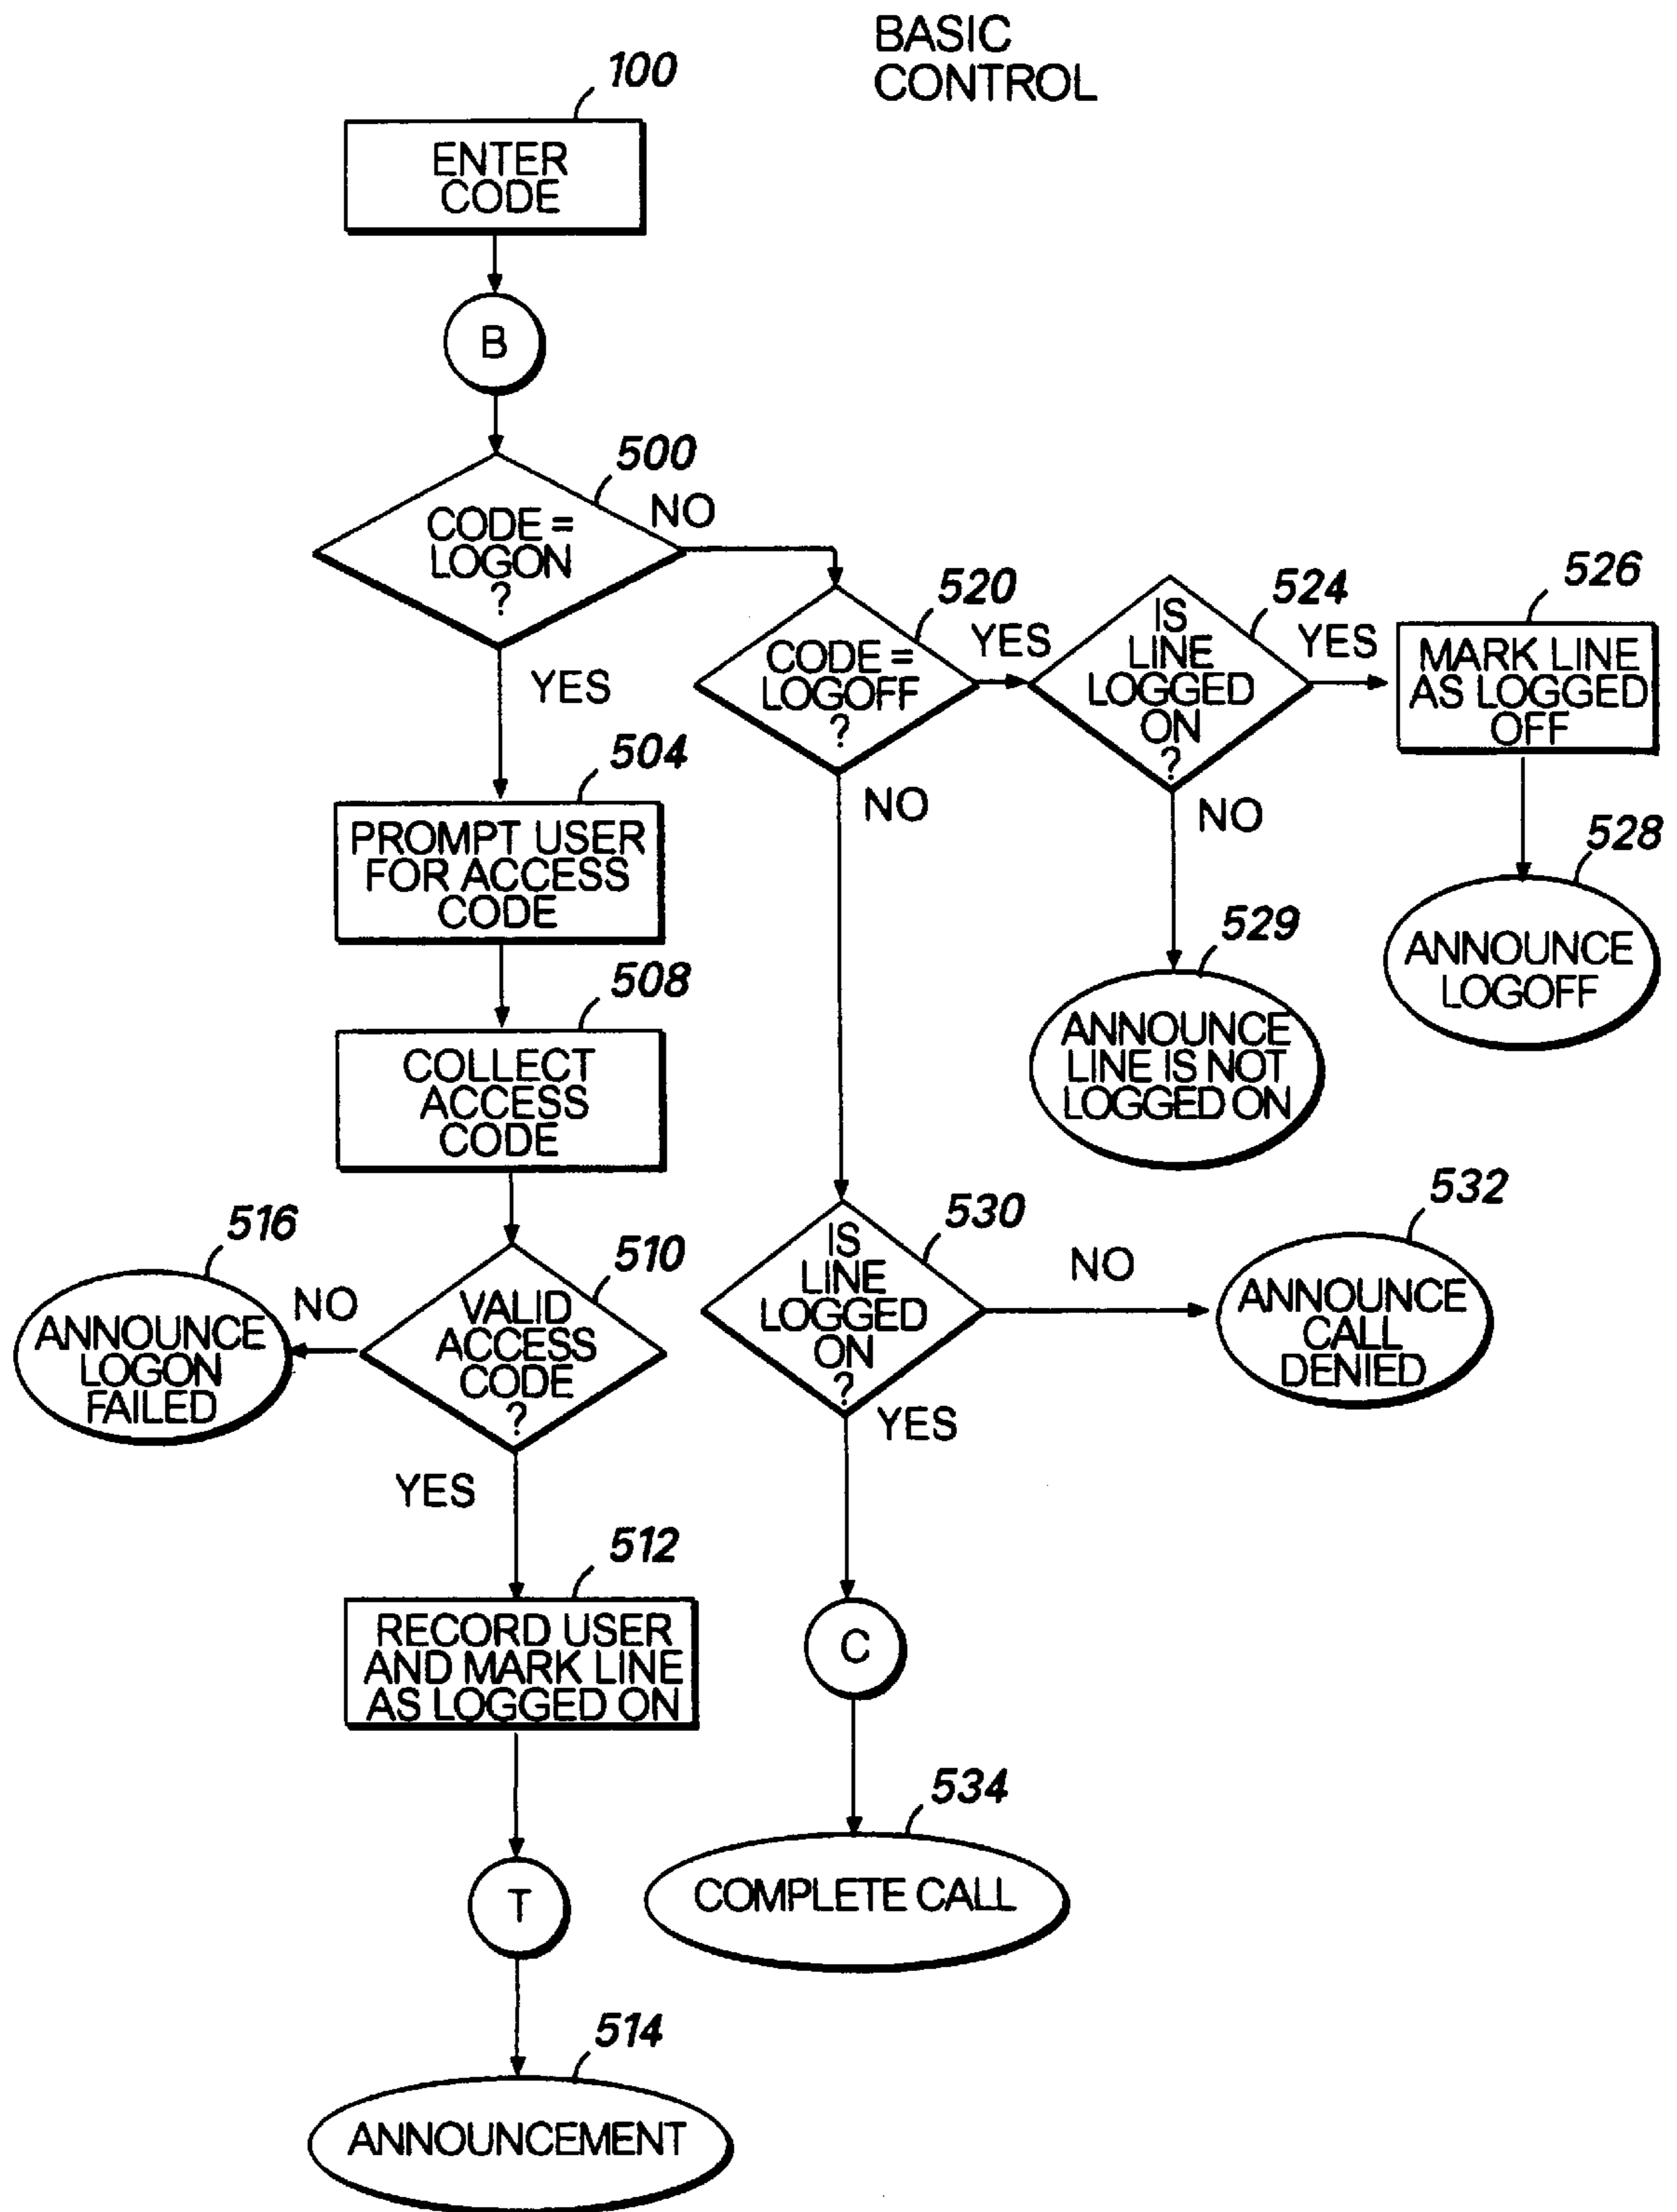 BASIC
CONTROL
100
ENTER
CODE
B
500
CODE =
LOGON
?
NO
YES
520
CODE =
LOGOFF
?
YES
NO
524
IS
LINE
LOGGED
ON
?
YES
NO
526
MARK LINE
AS LOGGED
OFF
528
ANNOUNCE
LOGOFF
529
ANNOUNCE
LINE IS NOT
LOGGED ON
504
PROMPT USER
FOR ACCESS
CODE
508
COLLECT
ACCESS
CODE
510
VALID
ACCESS
CODE
?
NO
YES
516
ANNOUNCE
LOGON
FAILED
530
IS
LINE
LOGGED
ON
?
NO
YES
532
ANNOUNCE
CALL
DENIED
512
RECORD USER
AND MARK LINE
AS LOGGED ON
C
534
COMPLETE CALL
T
514
ANNOUNCEMENT